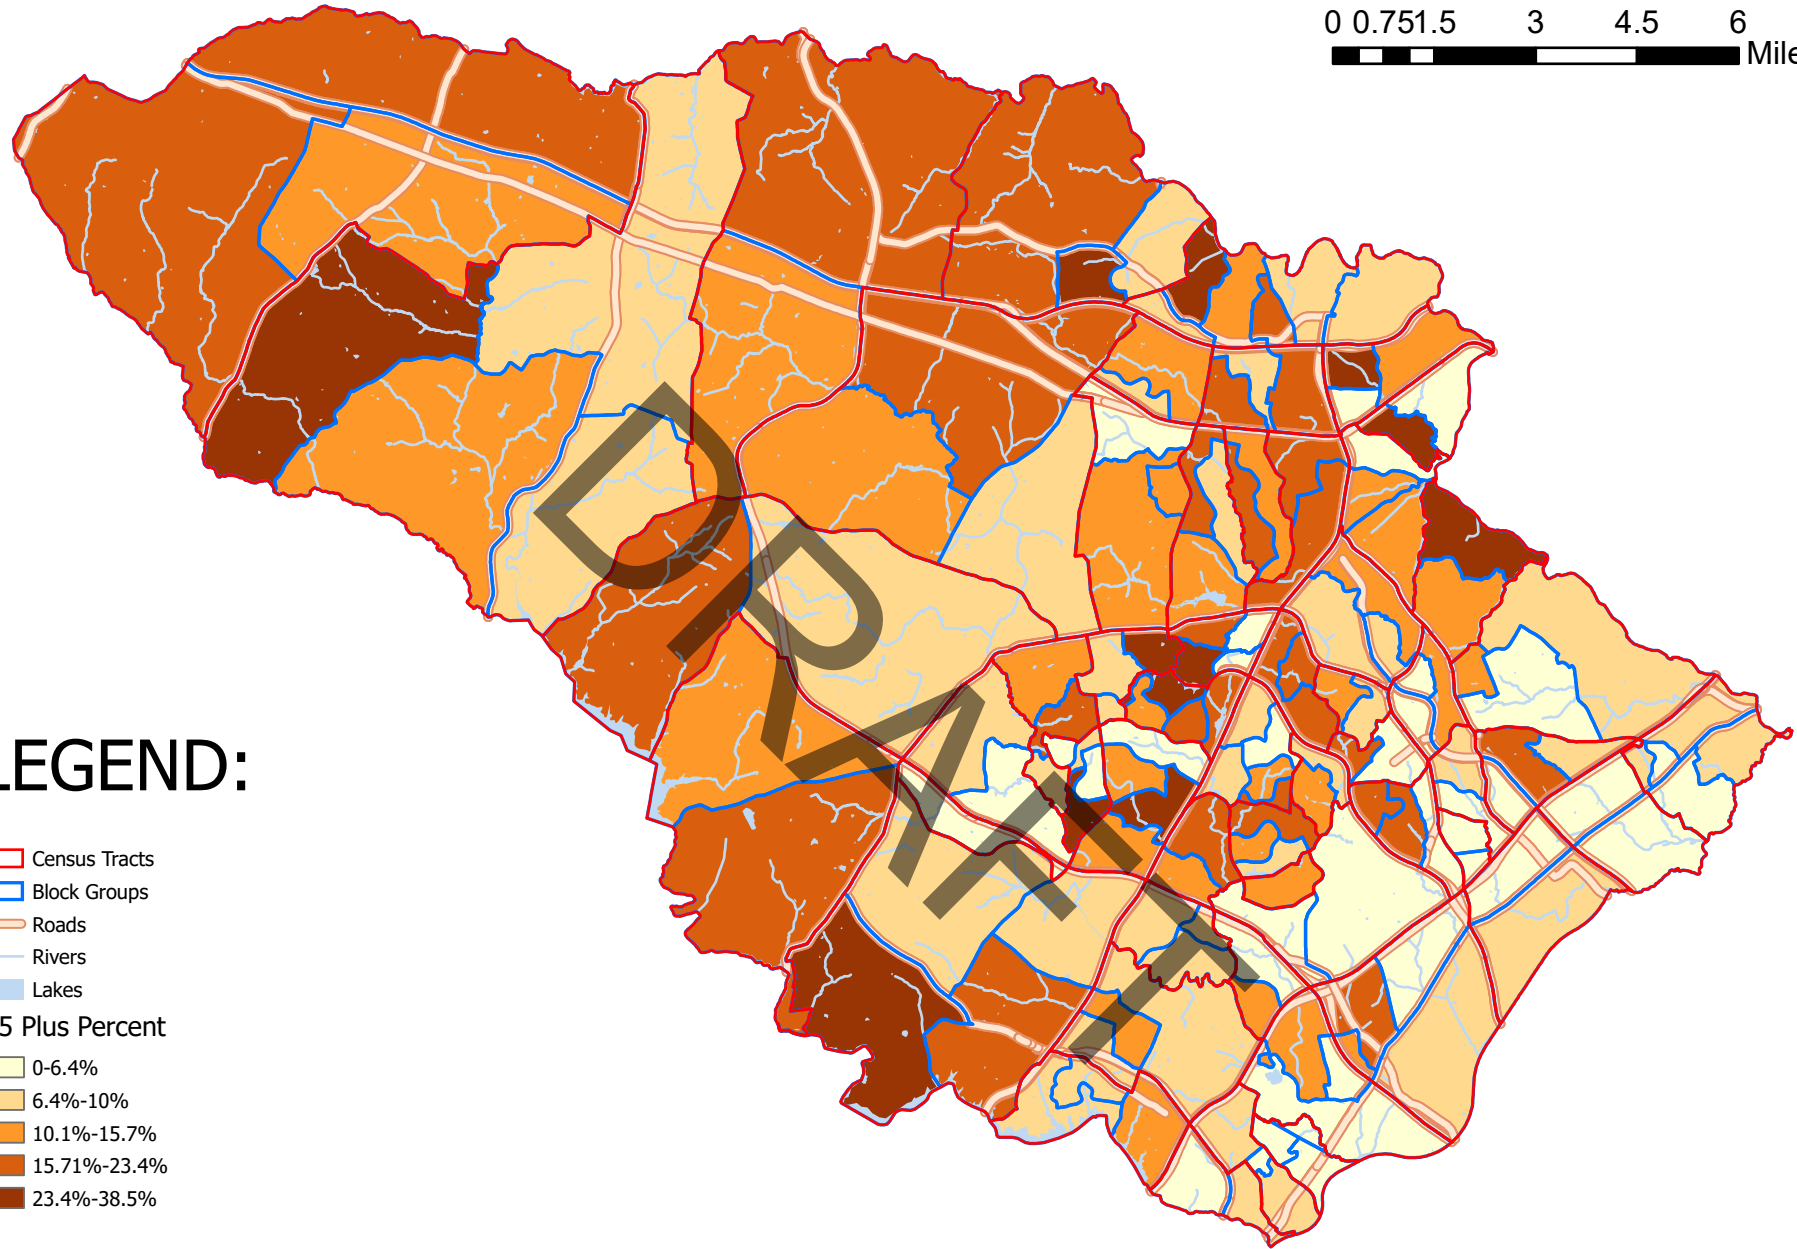 0 0.75 1.5 3 4.5 6
Mile
DRAFT
LEGEND:
Census Tracts
Block Groups
Roads
Rivers
Lakes
5 Plus Percent
0-6.4%
6.4%-10%
10.1%-15.7%
15.71%-23.4%
23.4%-38.5%